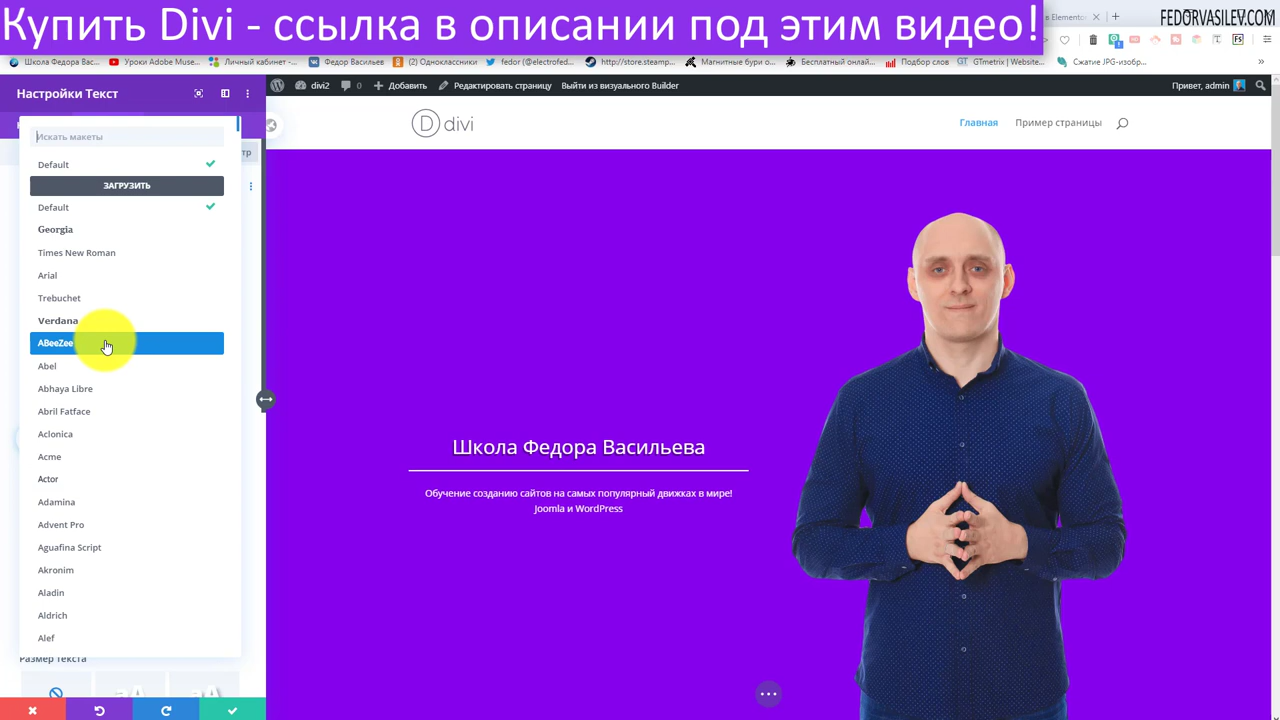 Купить Divi - ссылка в описании под этим видео!
в Elementor
FEDORVASILEV.COM
Школа Федора Вас...
Уроки Adobe Muse...
Личный кабинет -
Федор Васильев
(2) Одноклассники
fedor (@electrofed...
http://store.steamp...
Магнитные бури о...
Бесплатный онлай...
Подбор слов
GTmetrix | Website...
Сжатие JPG-изобр...
»
Настройки Текст
divi2
0
Добавить
Редактировать страницу
Выйти из визуального Builder
Привет, admin
divi
Главная
Пример страницы
Искать макеты
тр
Default
ЗАГРУЗИТЬ
Default
Georgia
Times New Roman
Arial
Trebuchet
Verdana
ABeeZee
Abel
Abhaya Libre
Abril Fatface
Aclonica
Acme
Actor
Adamina
Advent Pro
Aguafina Script
Akronim
Aladin
Aldrich
Alef
Размер текста
Школа Федора Васильева
Обучение созданию сайтов на самых популярный движках в мире!
Joomla и WordPress